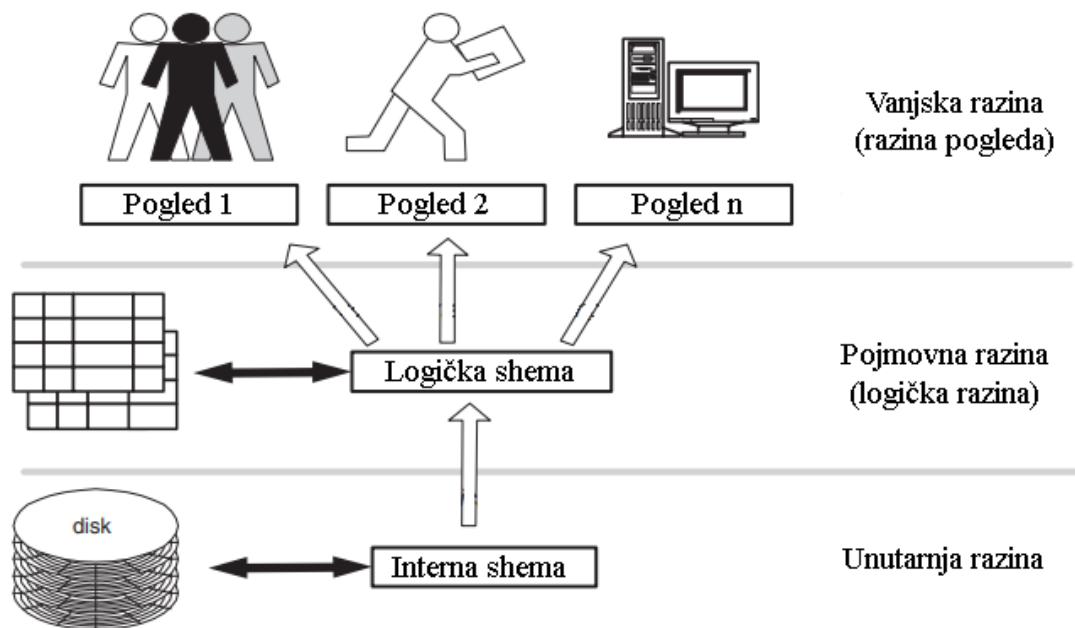 Vanjska razina
(razina pogleda)
Pogled 1
Pogled 2
Pogled n
Logička shema
Pojmovna razina
(logička razina)
disk
Interna shema
Unutarnja razina